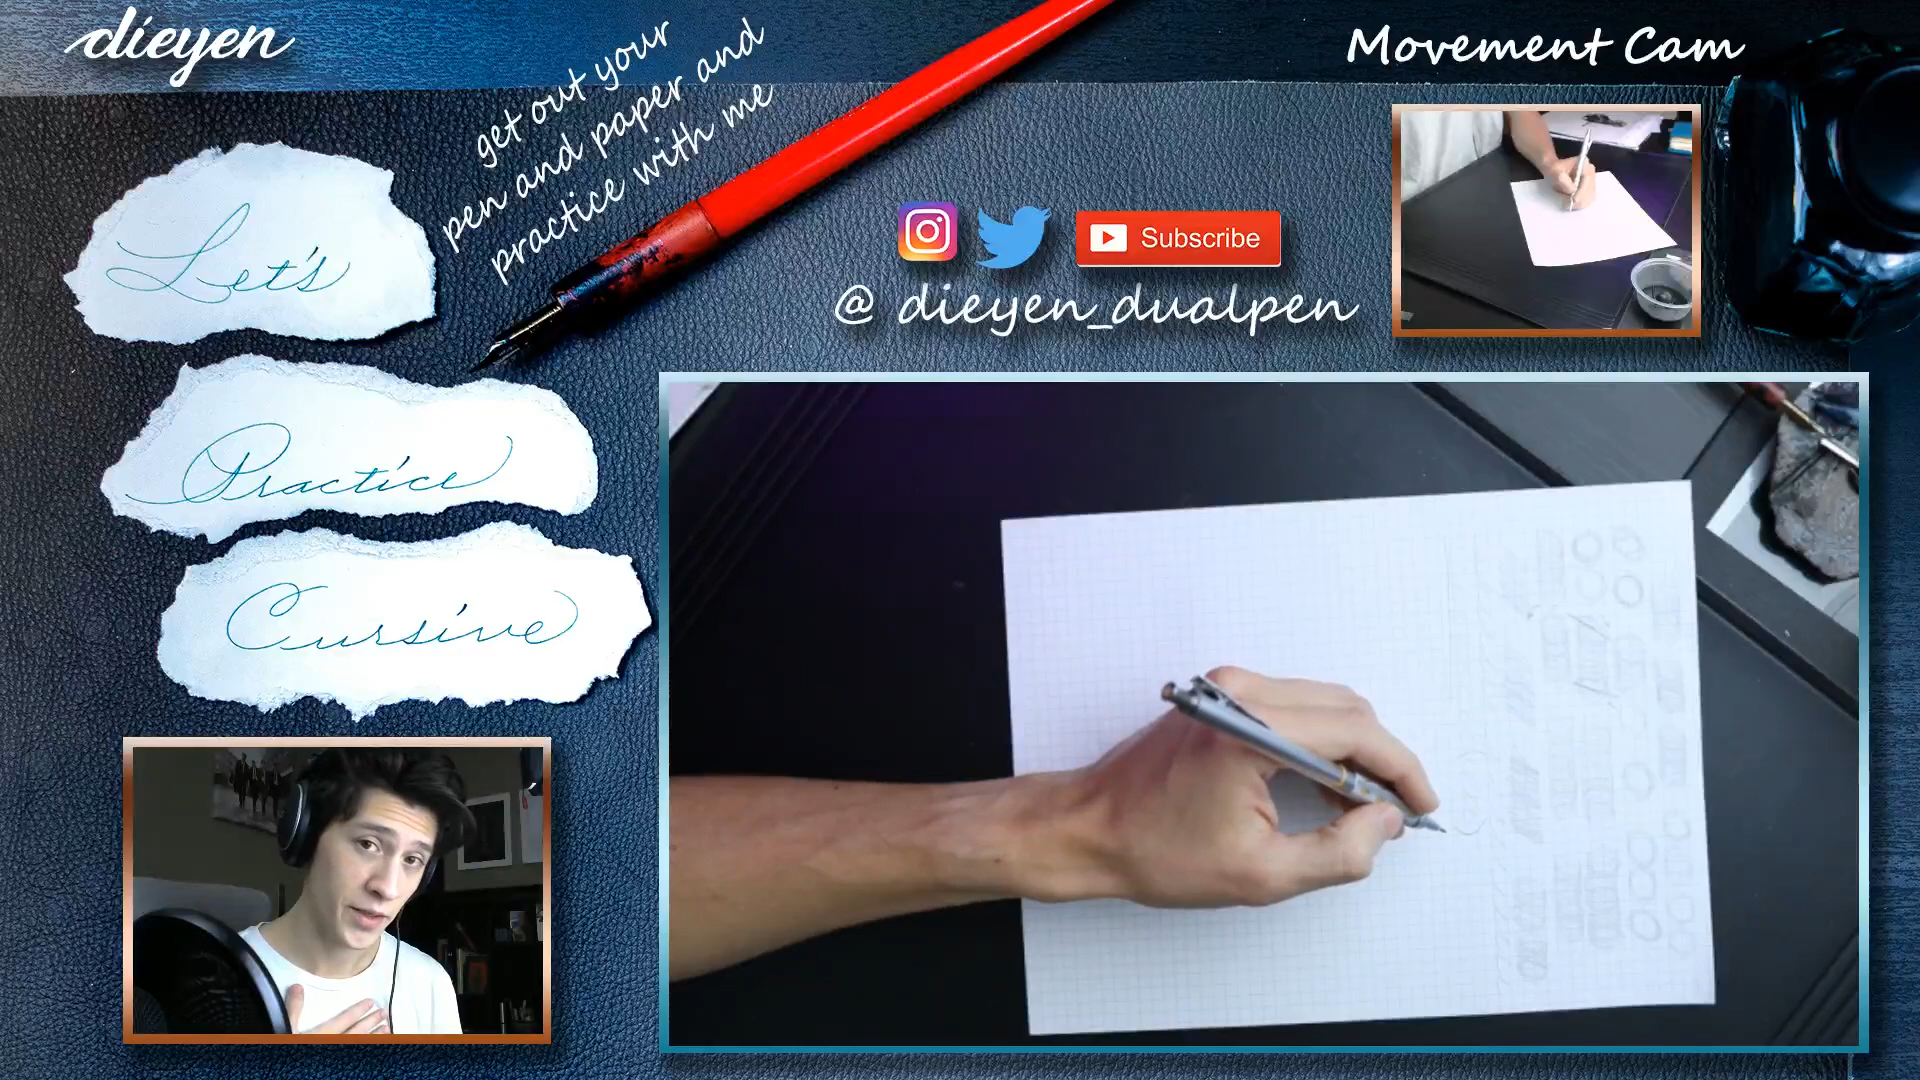 dieyen
get out your
pen and paper and
practice with me
Movement Cam
Let's
Practice
Cursive
Subscribe
@ dieyen_dualpen